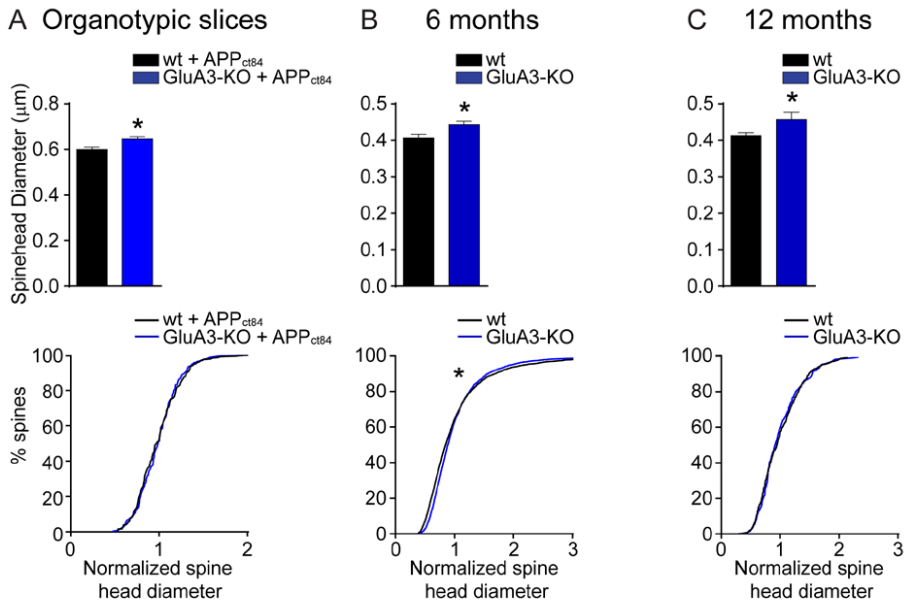 A Organotypic slices
wt + APPct84
GluA3-KO + APPct84
Spinehead Diameter (µm)
0.8
0.6
0.4
0.2
0.0
*
wt + APPct84
GluA3-KO + APPct84
% spines
100
80
60
40
20
0
0 1 2
Normalized spine
head diameter
B 6 months
wt
GluA3-KO
0.5
0.4
0.3
0.2
0.1
0.0
*
wt
GluA3-KO
100
80
60
40
20
0
*
0 1 2 3
Normalized spine
head diameter
C 12 months
wt
GluA3-KO
0.5
0.4
0.3
0.2
0.1
0.0
*
wt
GluA3-KO
100
80
60
40
20
0
0 1 2 3
Normalized spine
head diameter